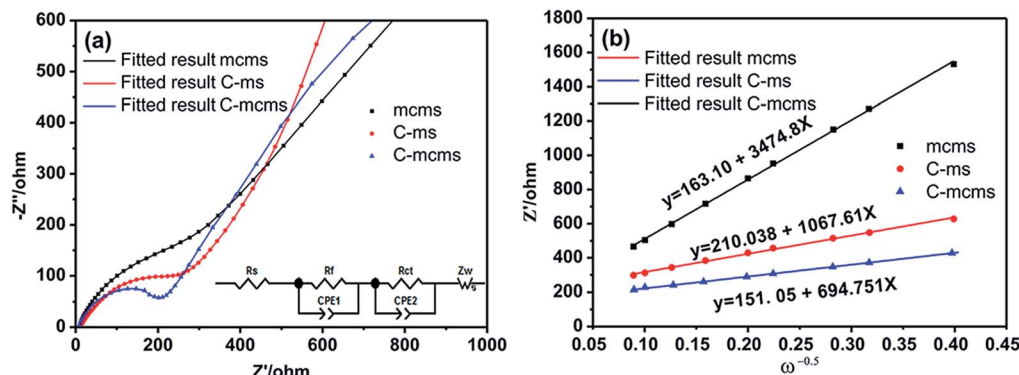 (a)
600
500
400
300
200
100
0
-Z''/ohm
Fitted result mcms
Fitted result C-ms
Fitted result C-mcms
mcms
C-ms
C-mcms
Rs
Rf
Rct
Zw
CPE1
CPE2
s
0 200 400 600 800 1000
Z'/ohm
(b)
1800
1600
1400
1200
1000
800
600
400
200
0
Z'/ohm
Fitted result mcms
Fitted result C-ms
Fitted result C-mcms
mcms
C-ms
C-mcms
y=163.10 + 3474.8X
y=210.038 + 1067.61X
y=151. 05 + 694.751X
0.05 0.10 0.15 0.20 0.25 0.30 0.35 0.40 0.45
ω^-0.5